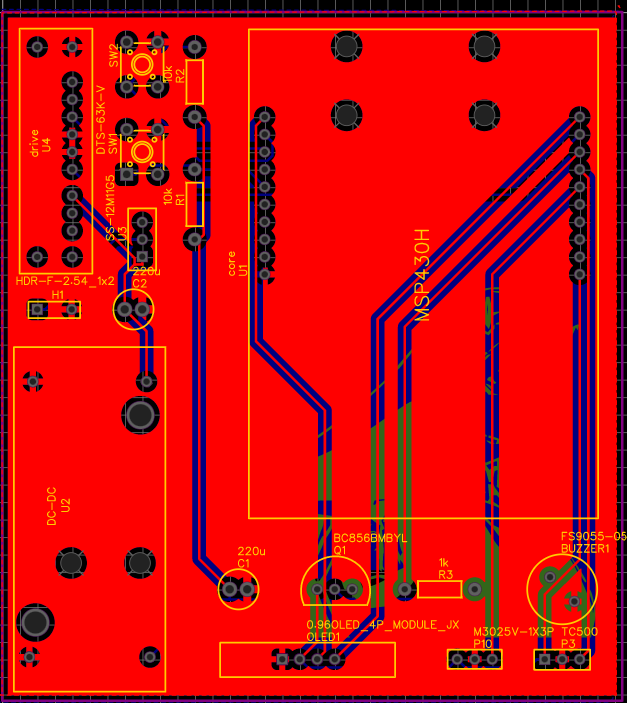 SW2
10k
R2
drive
U4
DTS-63K-V
SW1
10k
R1
SS-12M11G5
U3
core
U1
MSP430H
HDR-F-2.54_1x2
H1
220u
C2
DC-DC
U2
220u
C1
BC856BMBYL
Q1
1k
R3
FS9055-05
BUZZER1
0.96OLED_4P_MODULE_JX
OLED1
M3025V-1X3P
P10
TC500
P3